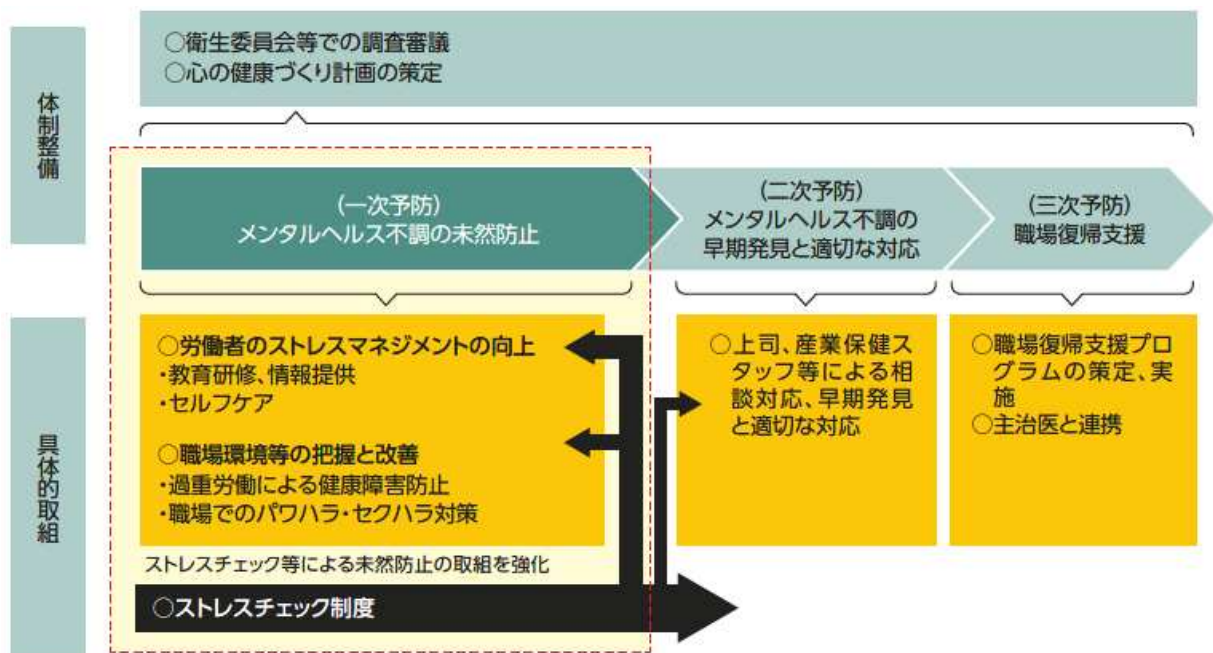 体制整備
○衛生委員会等での調査審議
○心の健康づくり計画の策定
(一次予防)
メンタルヘルス不調の未然防止
(二次予防)
メンタルヘルス不調の
早期発見と適切な対応
(三次予防)
職場復帰支援
具体的取組
○労働者のストレスマネジメントの向上
・教育研修、情報提供
・セルフケア
○職場環境等の把握と改善
・過重労働による健康障害防止
・職場でのパワハラ・セクハラ対策
○上司、産業保健ス
タッフ等による相
談対応、早期発見
と適切な対応
○職場復帰支援プロ
グラムの策定、実
施
○主治医と連携
ストレスチェック等による未然防止の取組を強化
○ストレスチェック制度